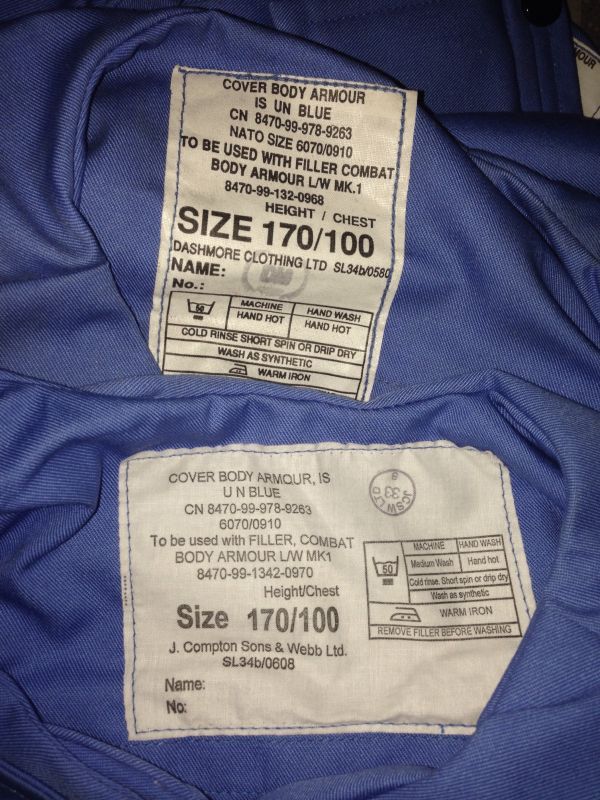 COVER BODY ARMOUR
IS UN BLUE
CN 8470-99-978-9263
NATO SIZE 6070/0910
TO BE USED WITH FILLER COMBAT
BODY ARMOUR L/W MK.1
8470-99-132-0968
HEIGHT / CHEST
SIZE 170/100
DASHMORE CLOTHING LTD SL34b/0580
NAME:
No.:
50
MACHINE HAND WASH
HAND HOT HAND HOT
COLD RINSE SHORT SPIN OR DRIP DRY
WASH AS SYNTHETIC
WARM IRON
COVER BODY ARMOUR, IS
U N BLUE
CN 8470-99-978-9263
6070/0910
To be used with FILLER, COMBAT
BODY ARMOUR L/W MK1
8470-99-1342-0970
Height/Chest
Size 170/100
J. Compton Sons & Webb Ltd.
SL34b/0608
Name:
No:
JCSW LTD
33
50
MACHINE HAND WASH
Medium Wash Hand hot
Cold rinse. Short spin or drip dry
Wash as synthetic
WARM IRON
REMOVE FILLER BEFORE WASHING